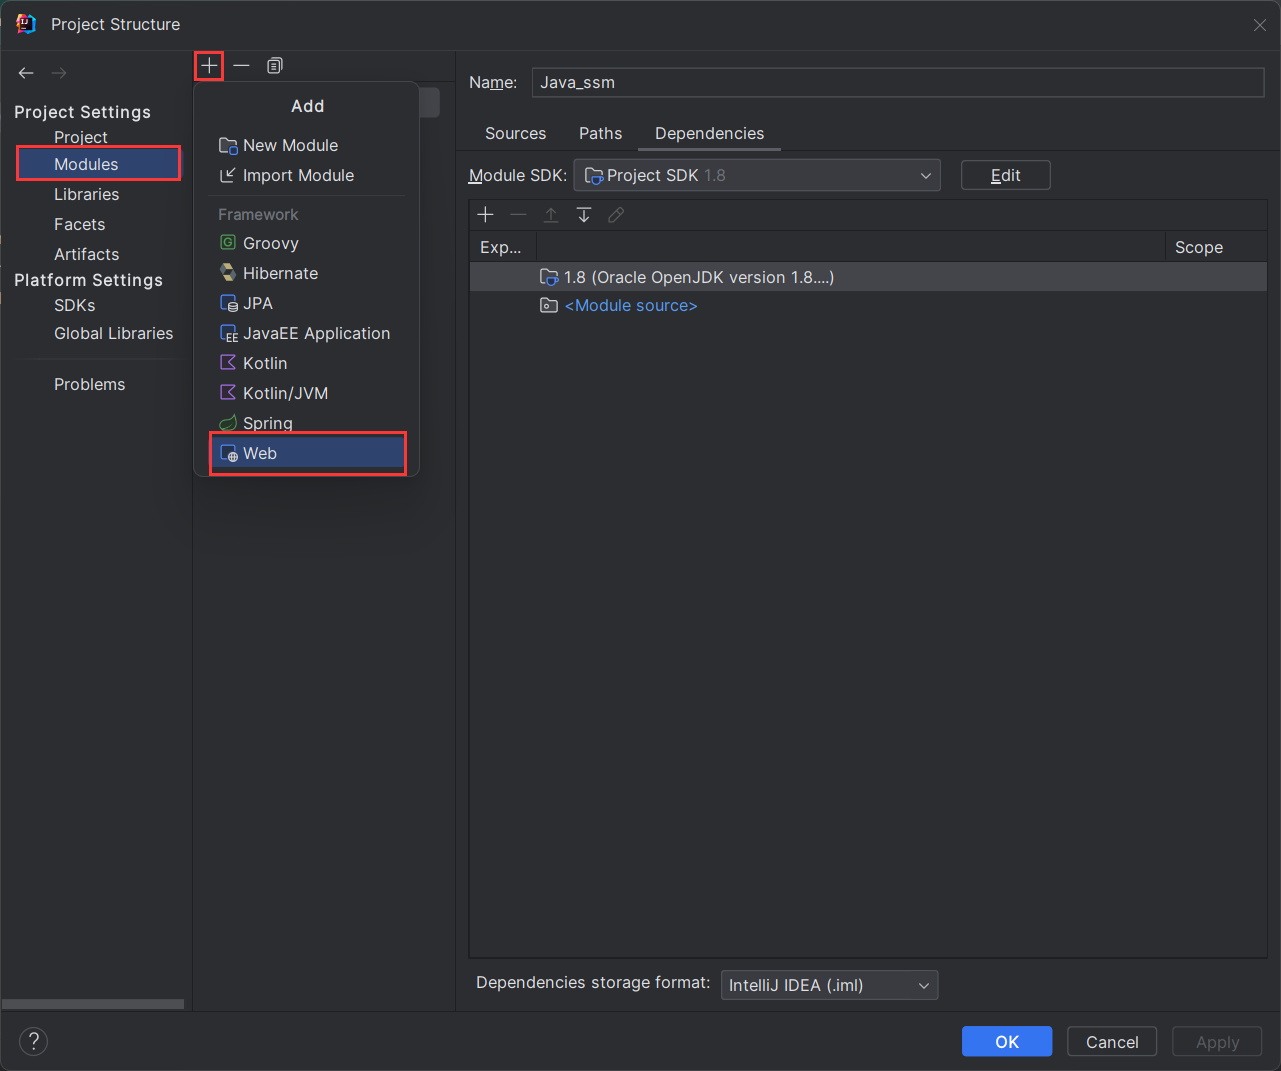 Project Structure
Project Settings
Project
Modules
Libraries
Facets
Artifacts
Platform Settings
SDKs
Global Libraries
Problems
Add
New Module
Import Module
Framework
Groovy
Hibernate
JPA
JavaEE Application
Kotlin
Kotlin/JVM
Spring
Web
Name: Java_ssm
Sources Paths Dependencies
Module SDK: Project SDK 1.8 Edit
Exp... Scope
1.8 (Oracle OpenJDK version 1.8....)
<Module source>
Dependencies storage format: IntelliJ IDEA (.iml)
? OK Cancel Apply